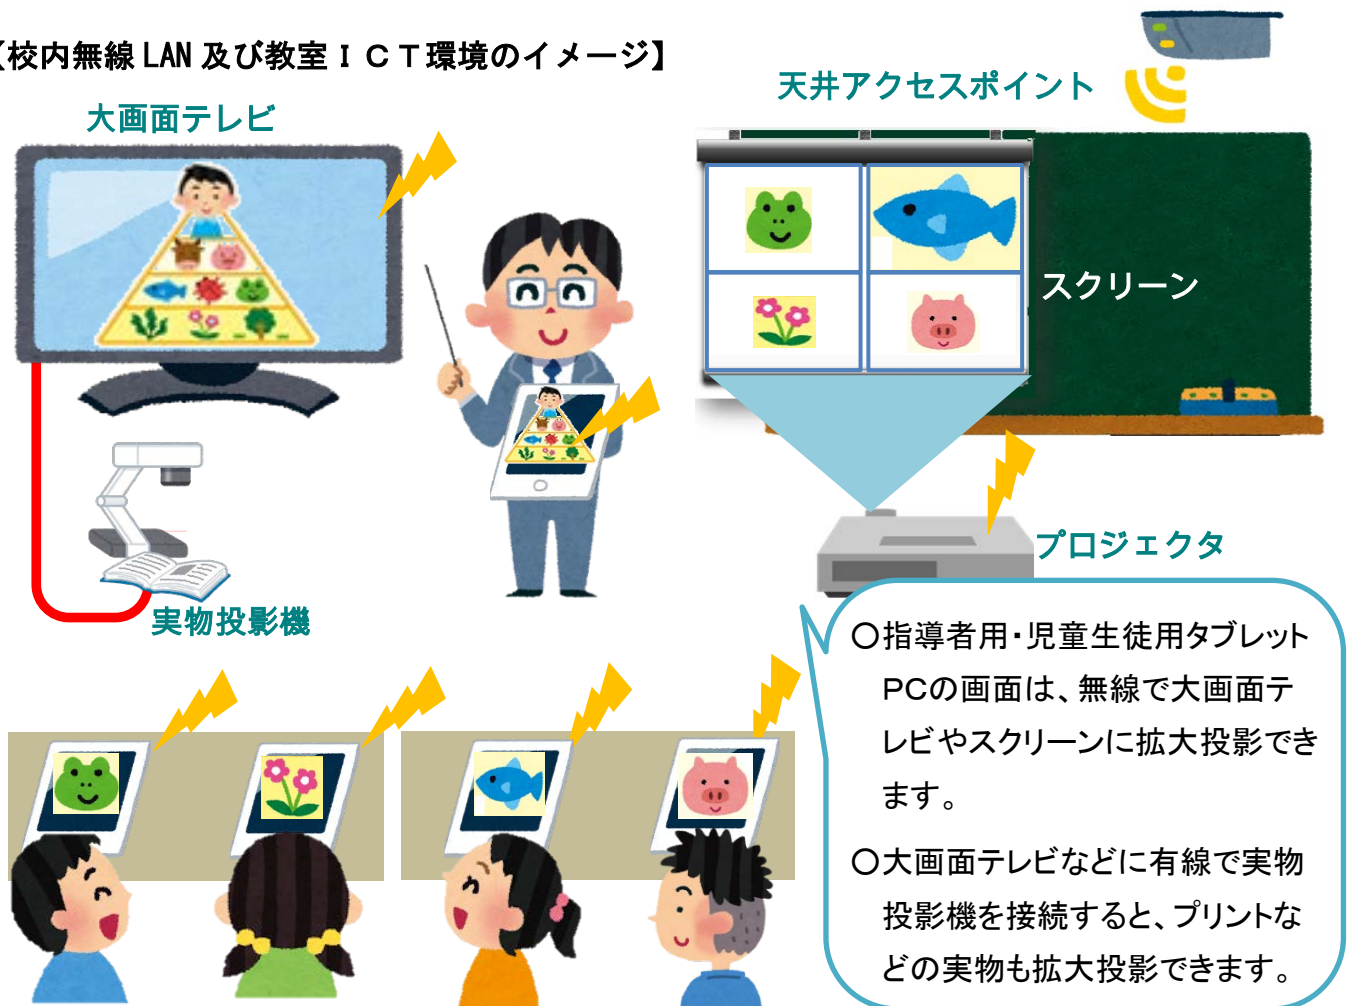 【校内無線LAN及び教室ＩＣＴ環境のイメージ】
天井アクセスポイント
大画面テレビ
スクリーン
プロジェクタ
実物投影機
〇指導者用・児童生徒用タブレット
PCの画面は、無線で大画面テ
レビやスクリーンに拡大投影でき
ます。
〇大画面テレビなどに有線で実物
投影機を接続すると、プリントな
どの実物も拡大投影できます。